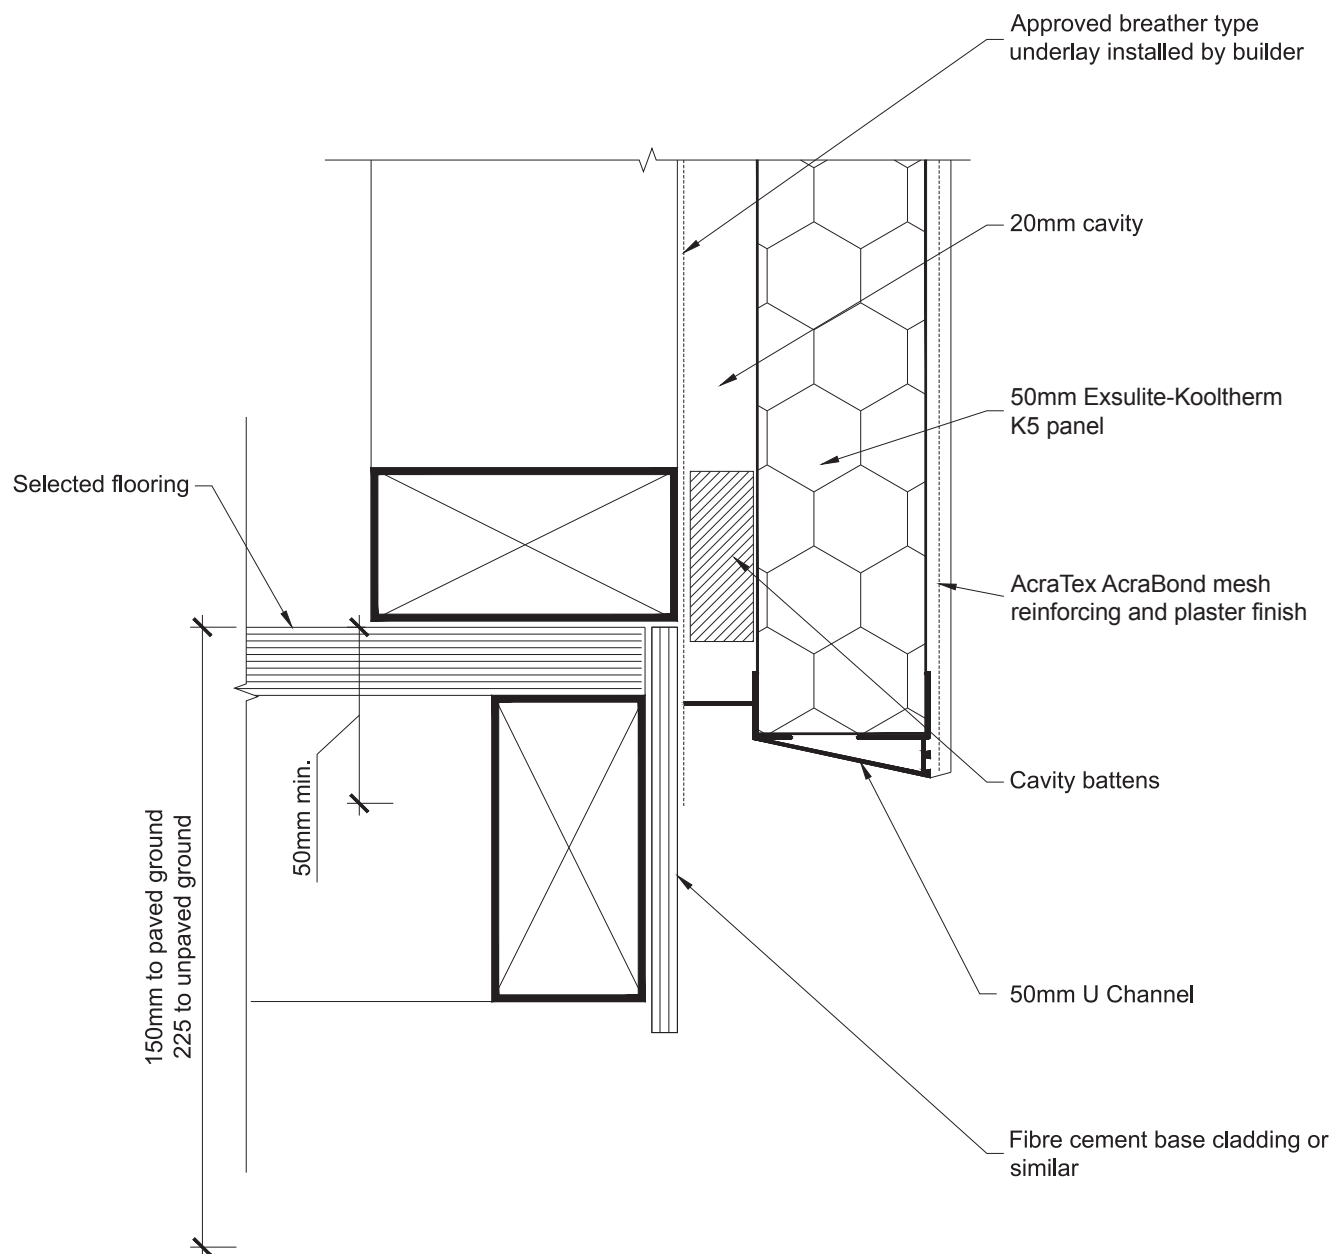 Approved breather type
underlay installed by builder
20mm cavity
50mm Exsulite-Kooltherm
K5 panel
Selected flooring
AcraTex AcraBond mesh
reinforcing and plaster finish
Cavity battens
50mm min.
150mm to paved ground
225 to unpaved ground
50mm U Channel
Fibre cement base cladding or
similar